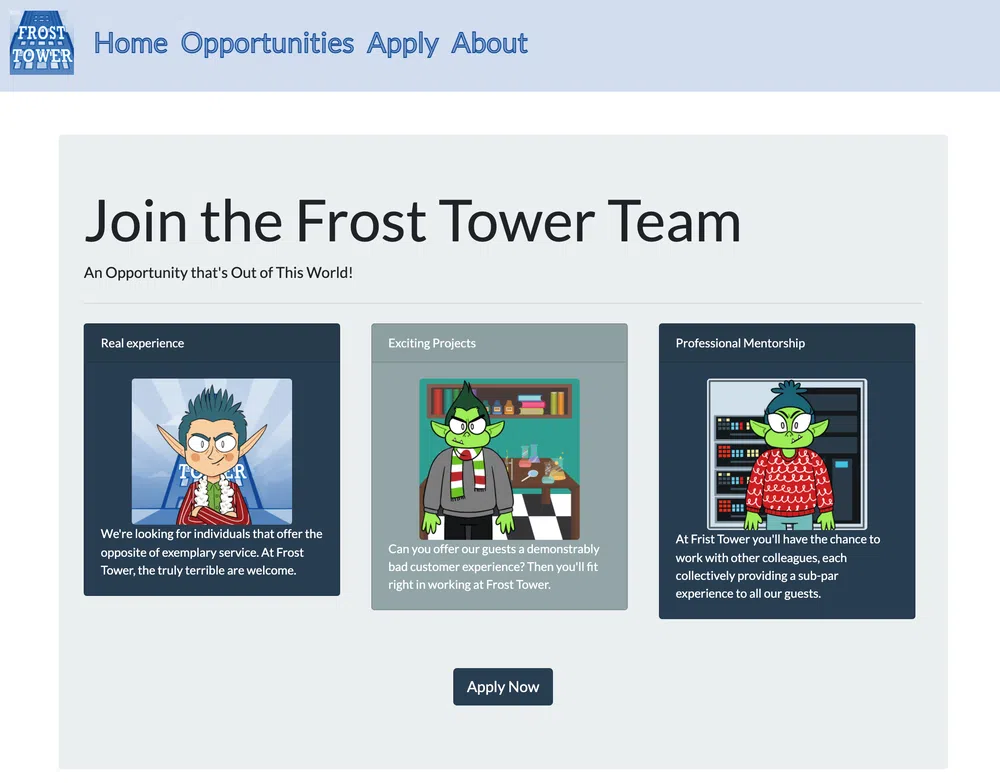 FROST
TOWER
Home Opportunities Apply About
Join the Frost Tower Team
An Opportunity that's Out of This World!
Real experience
We're looking for individuals that offer the
opposite of exemplary service. At Frost
Tower, the truly terrible are welcome.
Exciting Projects
Can you offer our guests a demonstrably
bad customer experience? Then you'll fit
right in working at Frost Tower.
Professional Mentorship
At Frist Tower you'll have the chance to
work with other colleagues, each
collectively providing a sub-par
experience to all our guests.
Apply Now